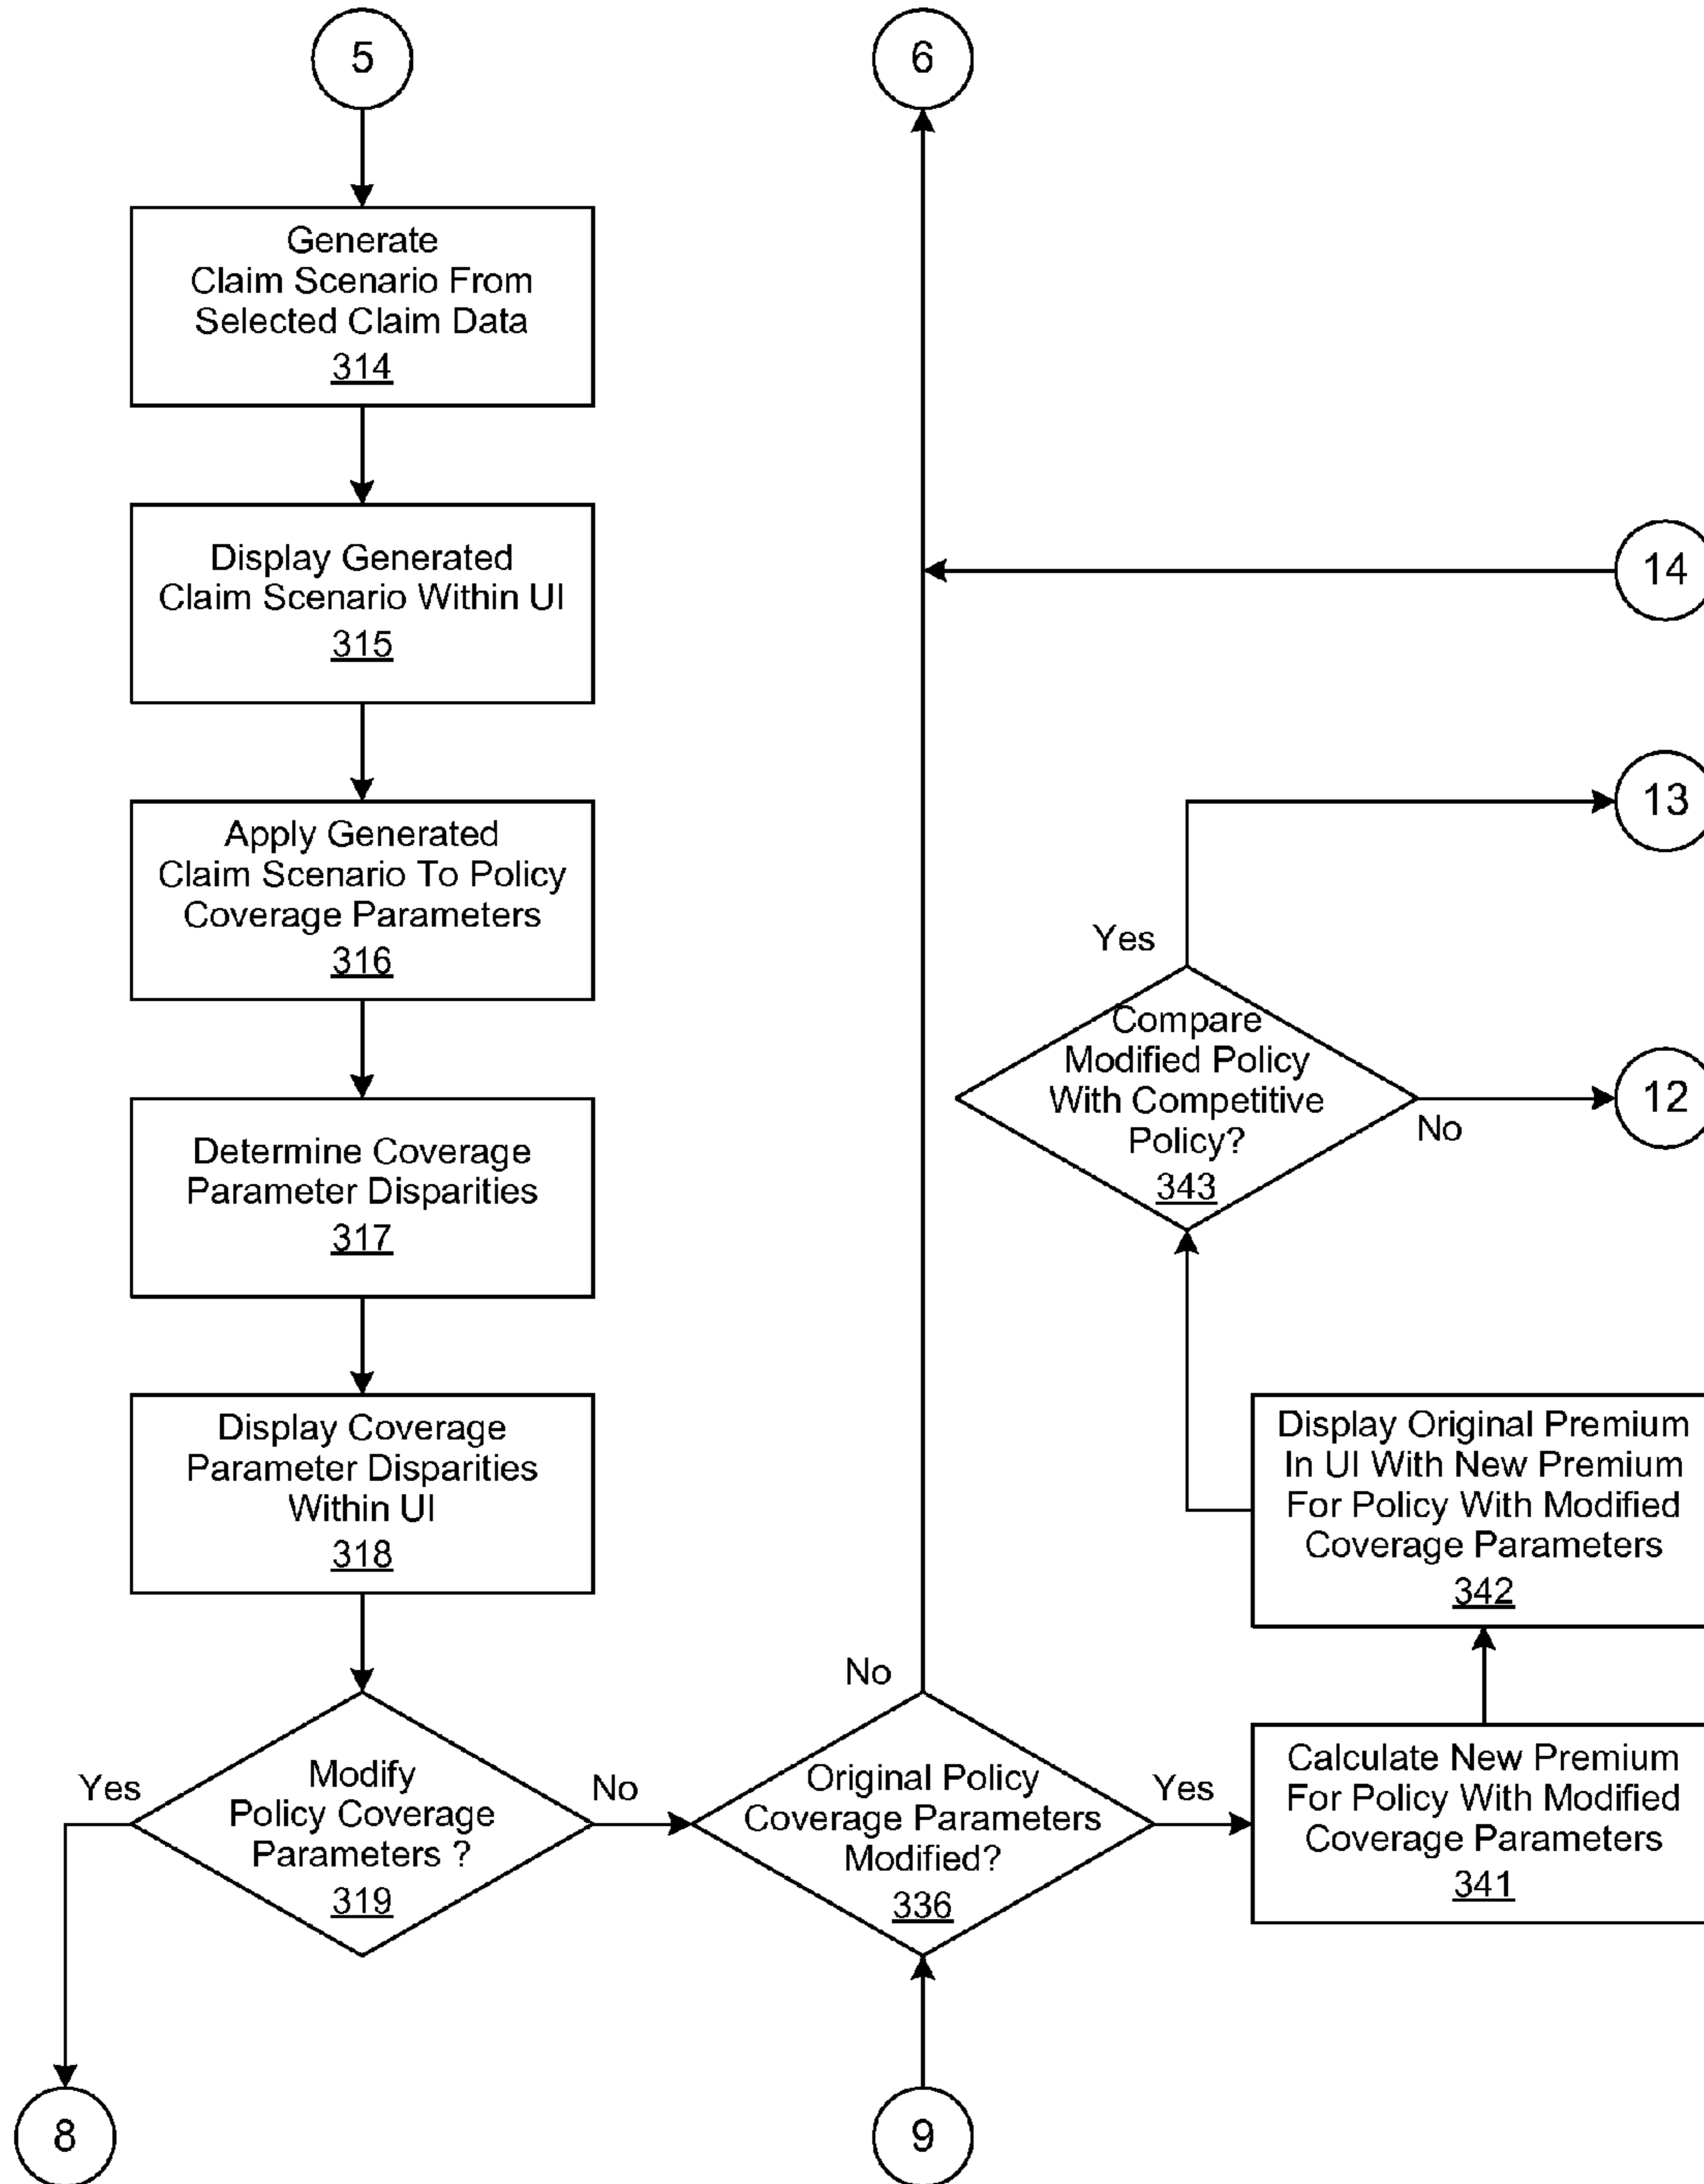 5
6
Generate
Claim Scenario From
Selected Claim Data
314
Display Generated
Claim Scenario Within UI
315
14
Apply Generated
Claim Scenario To Policy
Coverage Parameters
316
13
Yes
Compare
Modified Policy
With Competitive
Policy?
343
No
12
Determine Coverage
Parameter Disparities
317
Display Coverage
Parameter Disparities
Within UI
318
Display Original Premium
In UI With New Premium
For Policy With Modified
Coverage Parameters
342
No
Yes
Modify
Policy Coverage
Parameters ?
319
No
Original Policy
Coverage Parameters
Modified?
336
Yes
Calculate New Premium
For Policy With Modified
Coverage Parameters
341
8
9